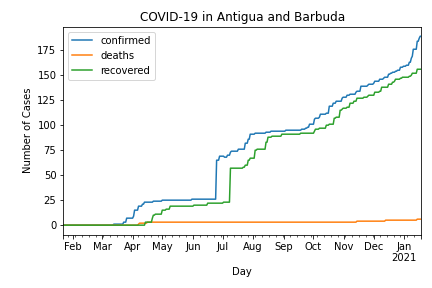 COVID-19 in Antigua and Barbuda
confirmed
deaths
recovered
175
150
125
100
75
50
25
0
Number of Cases
Feb Mar Apr May Jun Jul Aug Sep Oct Nov Dec Jan
2021
Day